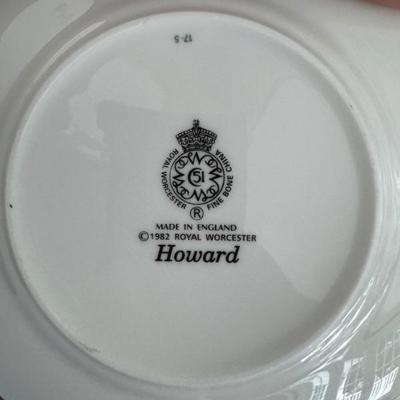 17-5
ROYAL WORCESTER FINE BONE CHINA
51
®
MADE IN ENGLAND
©1982 ROYAL WORCESTER
Howard